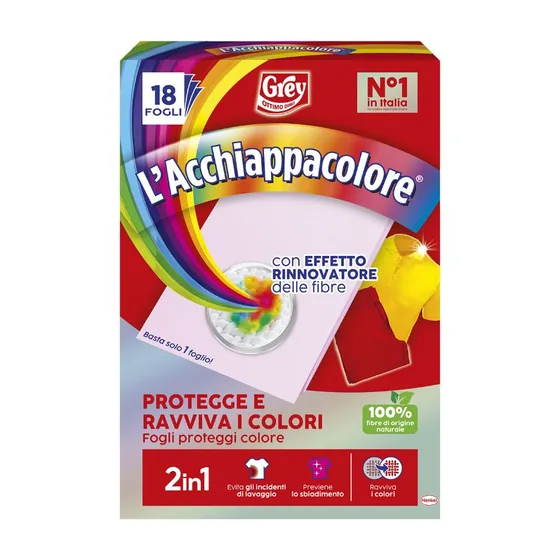 18
FOGLI
Grey
N°1
in Italia
L'Acchiappacolore®
con EFFETTO
RINNOVATORE
delle fibre
Basta solo 1 foglio!
PROTEGGE E
RAVVIVA I COLORI
Fogli proteggi colore
100%
fibre di origine
naturale
2in1
Evita gli incidenti
di lavaggio
Previene
lo sbiadimento
Ravviva
i colori
Henkel